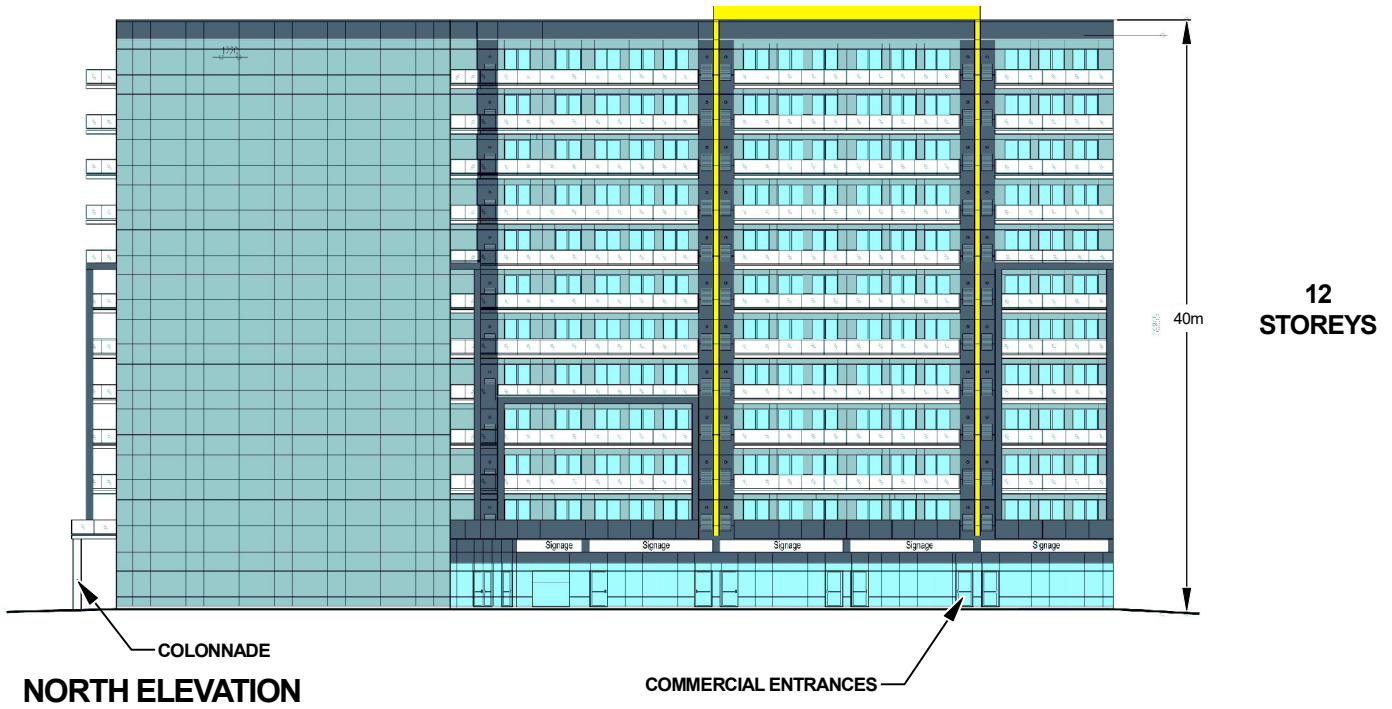 12
STOREYS
40m
Signage Signage Signage Signage Signage
COLONNADE
COMMERCIAL ENTRANCES
NORTH ELEVATION